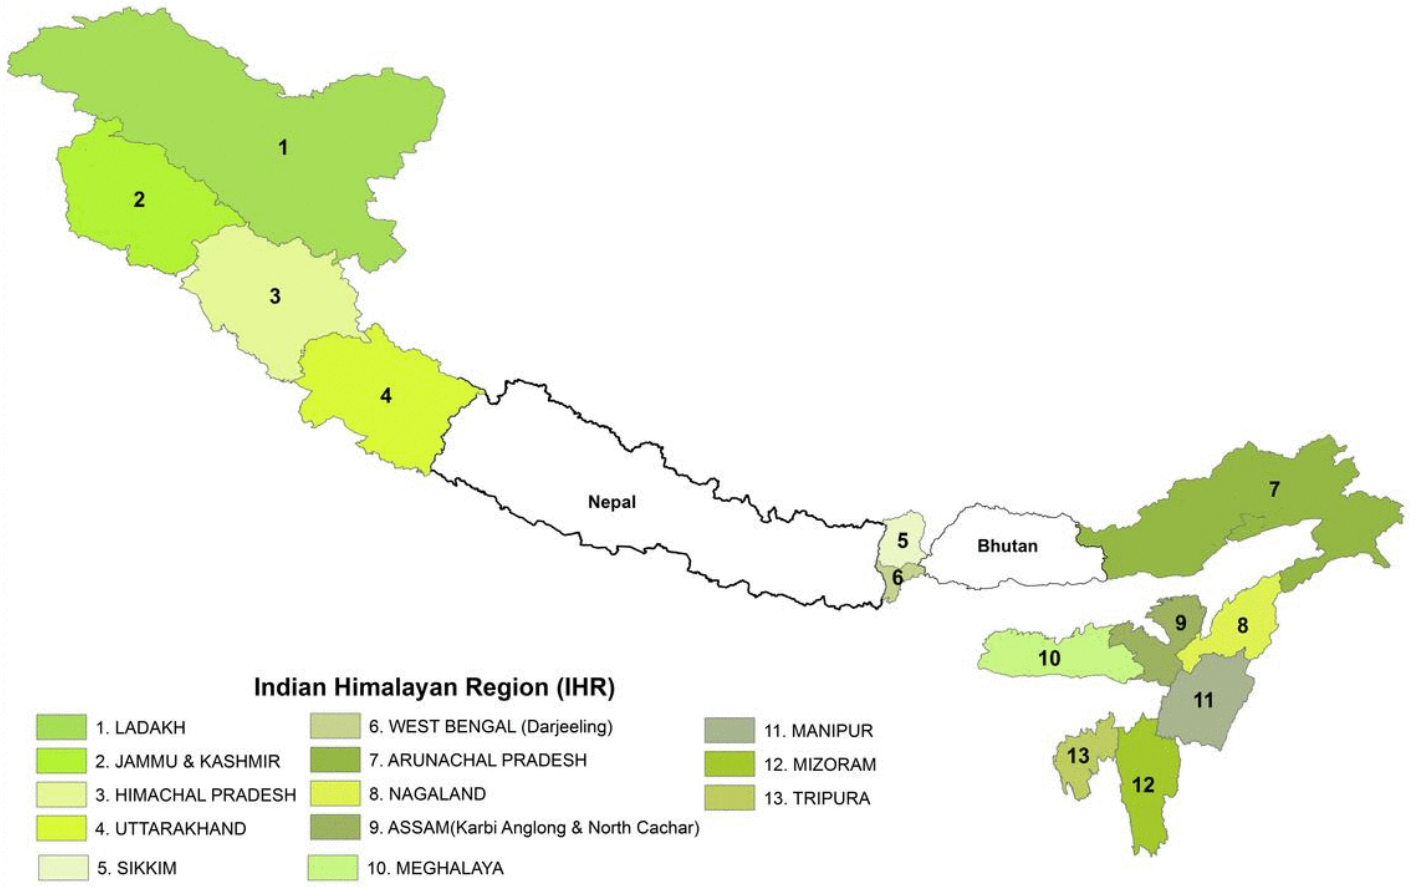 1
2
3
4
Nepal
5
6
Bhutan
7
8
9
10
11
12
13
Indian Himalayan Region (IHR)
1. LADAKH
2. JAMMU & KASHMIR
3. HIMACHAL PRADESH
4. UTTARAKHAND
5. SIKKIM
6. WEST BENGAL (Darjeeling)
7. ARUNACHAL PRADESH
8. NAGALAND
9. ASSAM(Karbi Anglong & North Cachar)
10. MEGHALAYA
11. MANIPUR
12. MIZORAM
13. TRIPURA